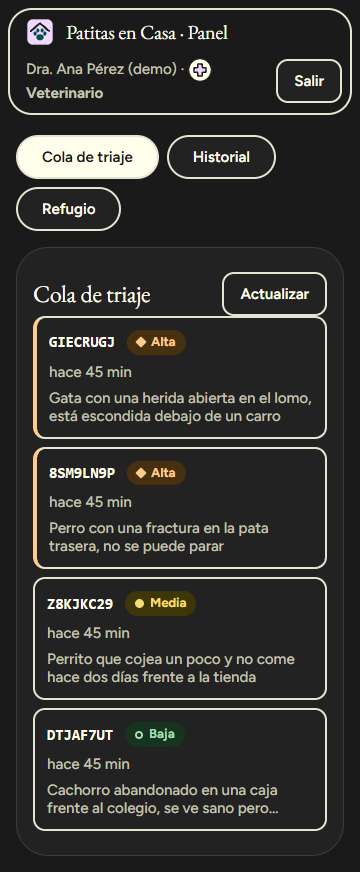 Patitas en Casa · Panel
Dra. Ana Pérez (demo) ·
Veterinario
Salir
Cola de triaje
Historial
Refugio
Cola de triaje
Actualizar
GIECRUGJ
Alta
hace 45 min
Gata con una herida abierta en el lomo,
está escondida debajo de un carro
8SM9LN9P
Alta
hace 45 min
Perro con una fractura en la pata
trasera, no se puede parar
Z8KJKC29
Media
hace 45 min
Perrito que cojea un poco y no come
hace dos días frente a la tienda
DTJAF7UT
Baja
hace 45 min
Cachorro abandonado en una caja
frente al colegio, se ve sano pero…